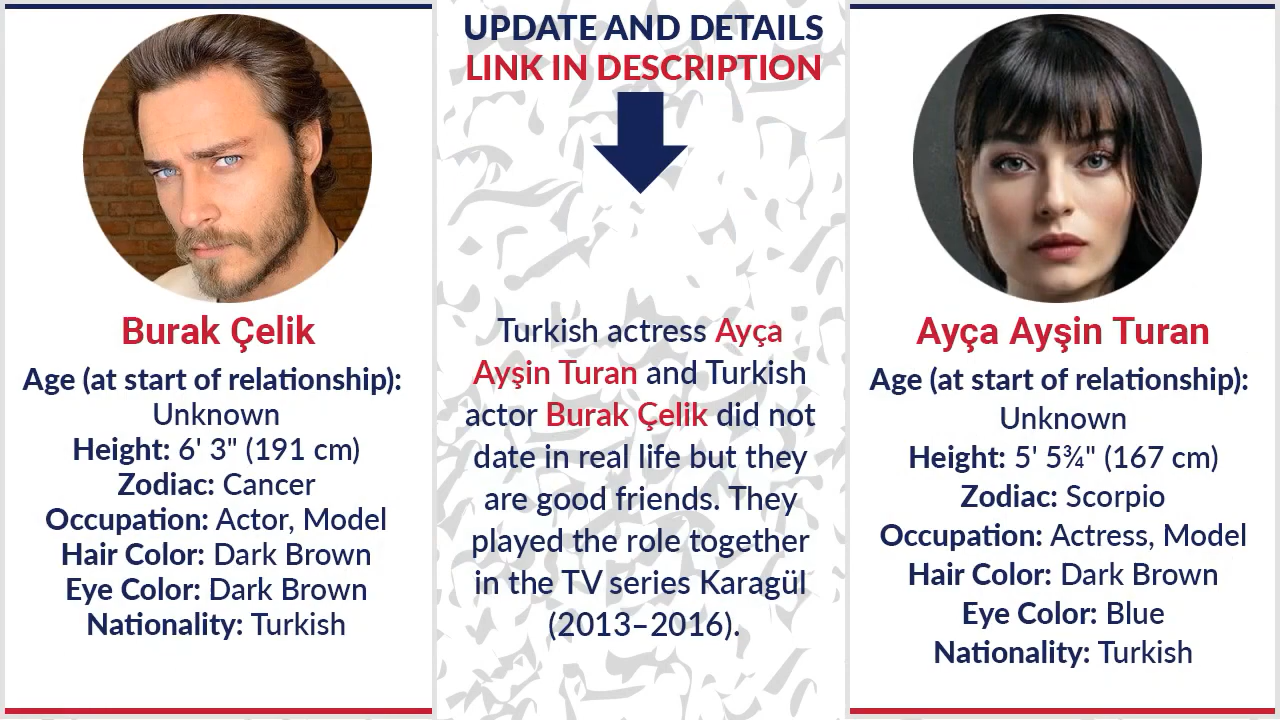 Burak Çelik
Age (at start of relationship):
Unknown
Height: 6' 3" (191 cm)
Zodiac: Cancer
Occupation: Actor, Model
Hair Color: Dark Brown
Eye Color: Dark Brown
Nationality: Turkish
UPDATE AND DETAILS
LINK IN DESCRIPTION
Turkish actress Ayça
Ayşin Turan and Turkish
actor Burak Çelik did not
date in real life but they
are good friends. They
played the role together
in the TV series Karagül
(2013–2016).
Ayça Ayşin Turan
Age (at start of relationship):
Unknown
Height: 5' 5¾" (167 cm)
Zodiac: Scorpio
Occupation: Actress, Model
Hair Color: Dark Brown
Eye Color: Blue
Nationality: Turkish